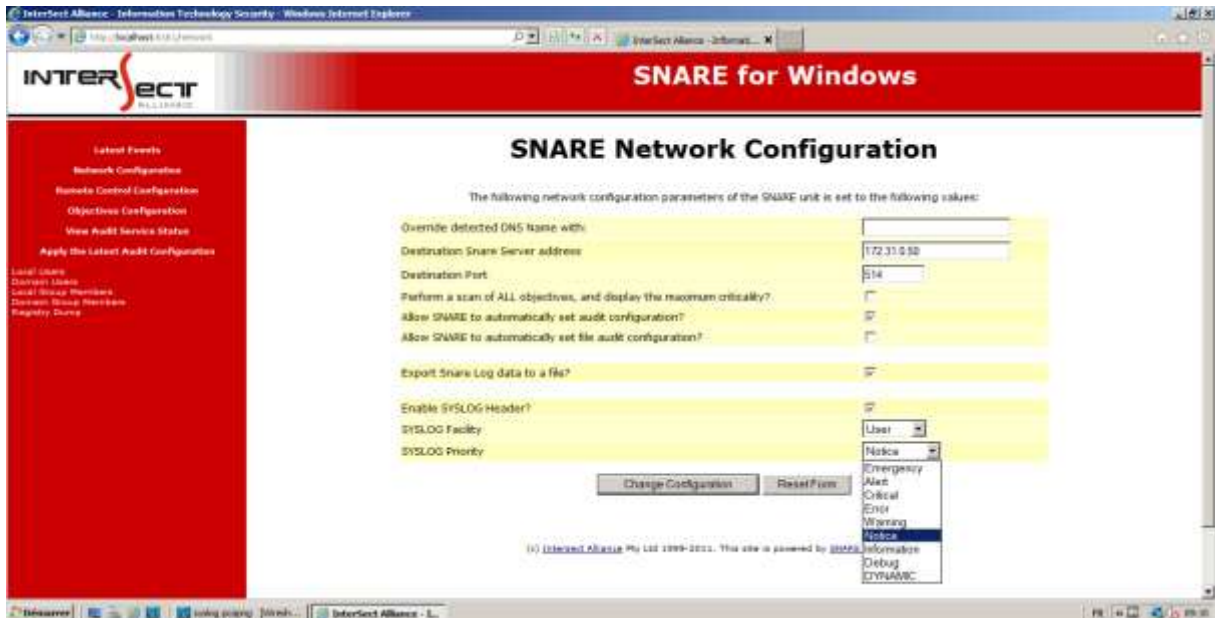 InterSect Alliance - Information Technology Security - Windows Internet Explorer
InterSect Alliance - Informati...
INTERSECT
ALLIANCE
SNARE for Windows
Latest Events
Network Configuration
Remote Control Configuration
Objectives Configuration
View Audit Service Status
Apply the Latest Audit Configuration
Local Users
Domain Users
Local Group Members
Domain Group Members
Registry Dump
SNARE Network Configuration
The following network configuration parameters of the SNARE unit is set to the following values:
Override detected DNS Name with:
Destination Snare Server address 172.31.0.50
Destination Port 514
Perform a scan of ALL objectives, and display the maximum criticality?
Allow SNARE to automatically set audit configuration?
Allow SNARE to automatically set file audit configuration?
Export Snare Log data to a file?
Enable SYSLOG Header?
SYSLOG Facility User
SYSLOG Priority Notice
Emergency
Alert
Critical
Error
Warning
Notice
Information
Debug
DYNAMIC
Change Configuration Reset Form
(c) Intersect Alliance Pty Ltd 1999-2011. This site is powered by SNARE
Démarrer InterSect Alliance - I... FR